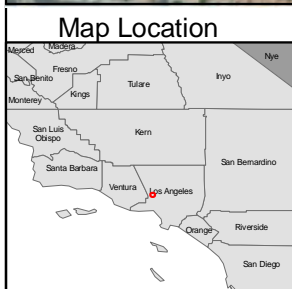 Map Location
Merced
Madera
Nye
Fresno
Inyo
San Benito
Tulare
Kings
Monterey
San Luis
Obispo
Kern
San Bernardino
Santa Barbara
Ventura
Los Angeles
Orange
Riverside
San Diego